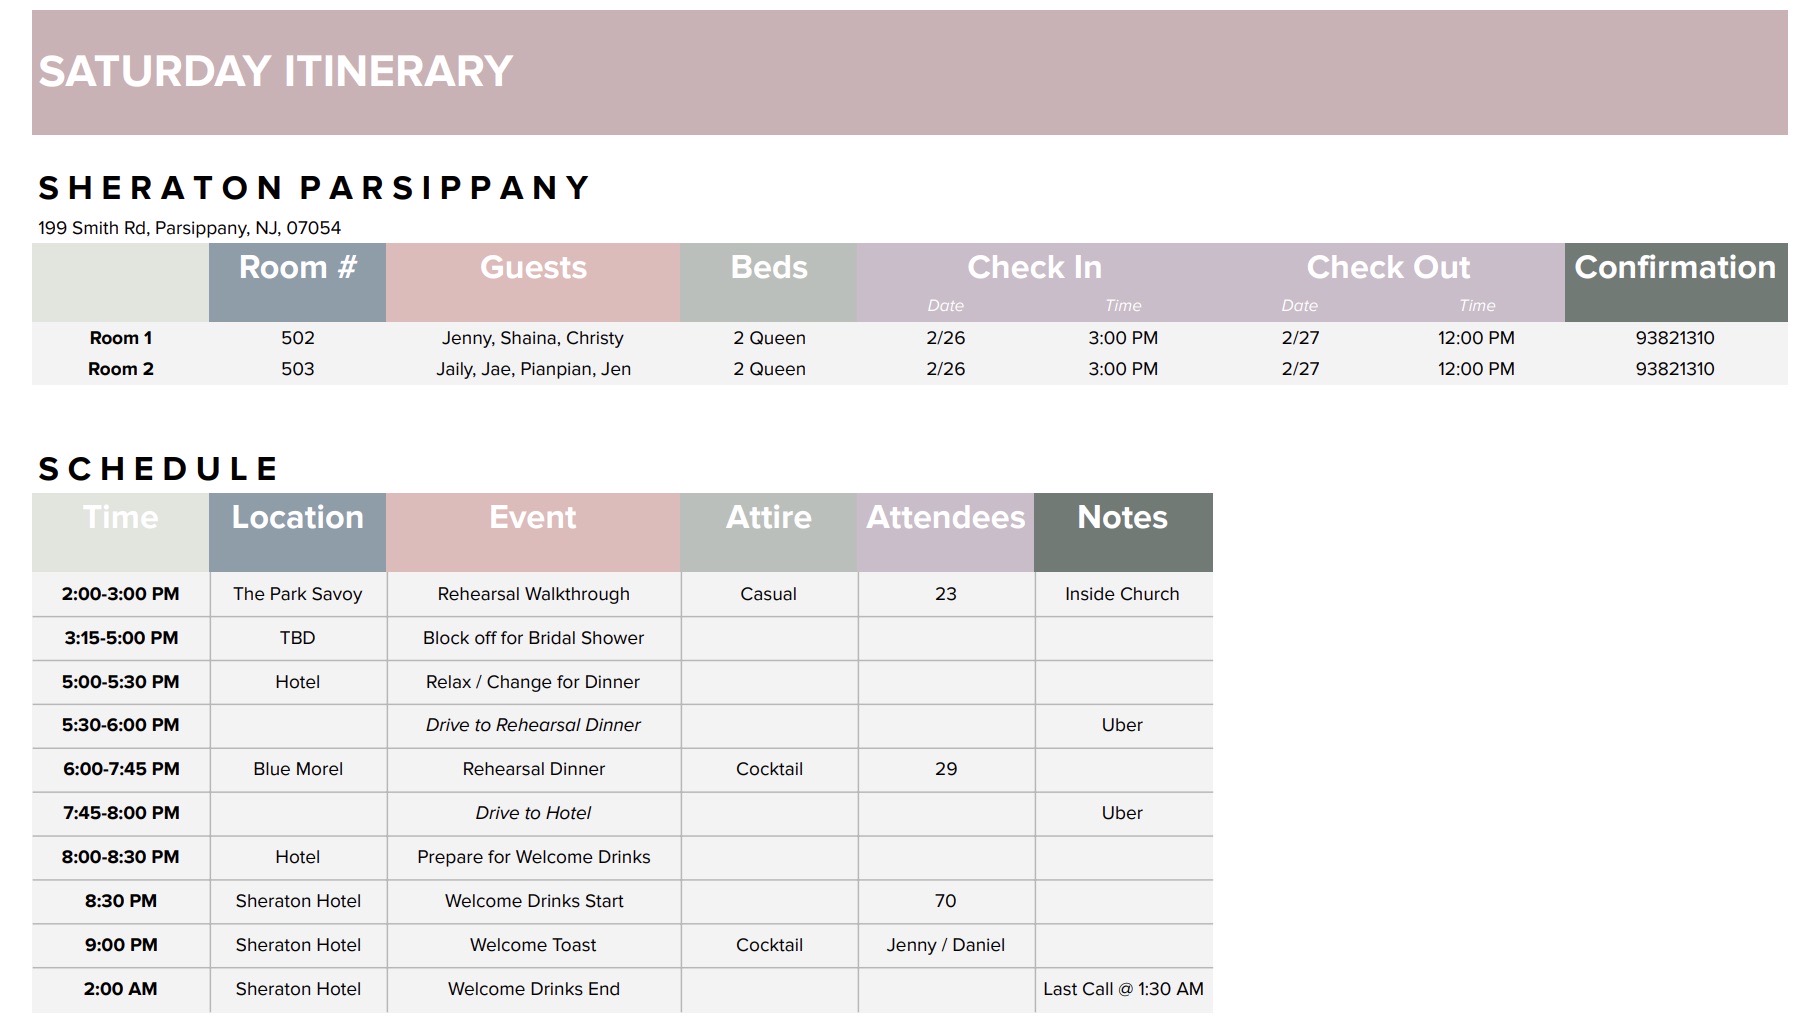 SATURDAY ITINERARY
SHERATON PARSIPPANY
199 Smith Rd, Parsippany, NJ, 07054
Room # Guests Beds Check In Check Out Confirmation
Date Time Date Time
Room 1 502 Jenny, Shaina, Christy 2 Queen 2/26 3:00 PM 2/27 12:00 PM 93821310
Room 2 503 Jaily, Jae, Pianpian, Jen 2 Queen 2/26 3:00 PM 2/27 12:00 PM 93821310
SCHEDULE
Time Location Event Attire Attendees Notes
2:00-3:00 PM The Park Savoy Rehearsal Walkthrough Casual 23 Inside Church
3:15-5:00 PM TBD Block off for Bridal Shower
5:00-5:30 PM Hotel Relax / Change for Dinner
5:30-6:00 PM Drive to Rehearsal Dinner Uber
6:00-7:45 PM Blue Morel Rehearsal Dinner Cocktail 29
7:45-8:00 PM Drive to Hotel Uber
8:00-8:30 PM Hotel Prepare for Welcome Drinks
8:30 PM Sheraton Hotel Welcome Drinks Start 70
9:00 PM Sheraton Hotel Welcome Toast Cocktail Jenny / Daniel
2:00 AM Sheraton Hotel Welcome Drinks End Last Call @ 1:30 AM